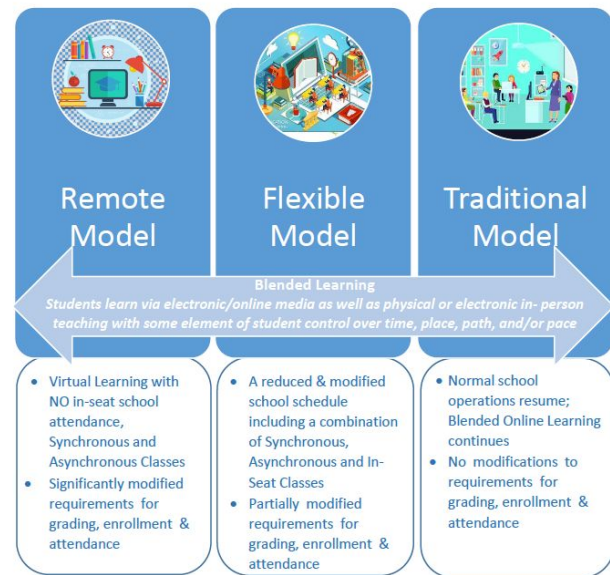 Remote
Model
Flexible
Model
Traditional
Model
Blended Learning
Students learn via electronic/online media as well as physical or electronic in- person
teaching with some element of student control over time, place, path, and/or pace
• Virtual Learning with
NO in-seat school
attendance,
Synchronous and
Asynchronous Classes
• Significantly modified
requirements for
grading, enrollment &
attendance
• A reduced & modified
school schedule
including a combination
of Synchronous,
Asynchronous and In-
Seat Classes
• Partially modified
requirements for
grading, enrollment &
attendance
• Normal school
operations resume;
Blended Online Learning
continues
• No modifications to
requirements for
grading, enrollment &
attendance